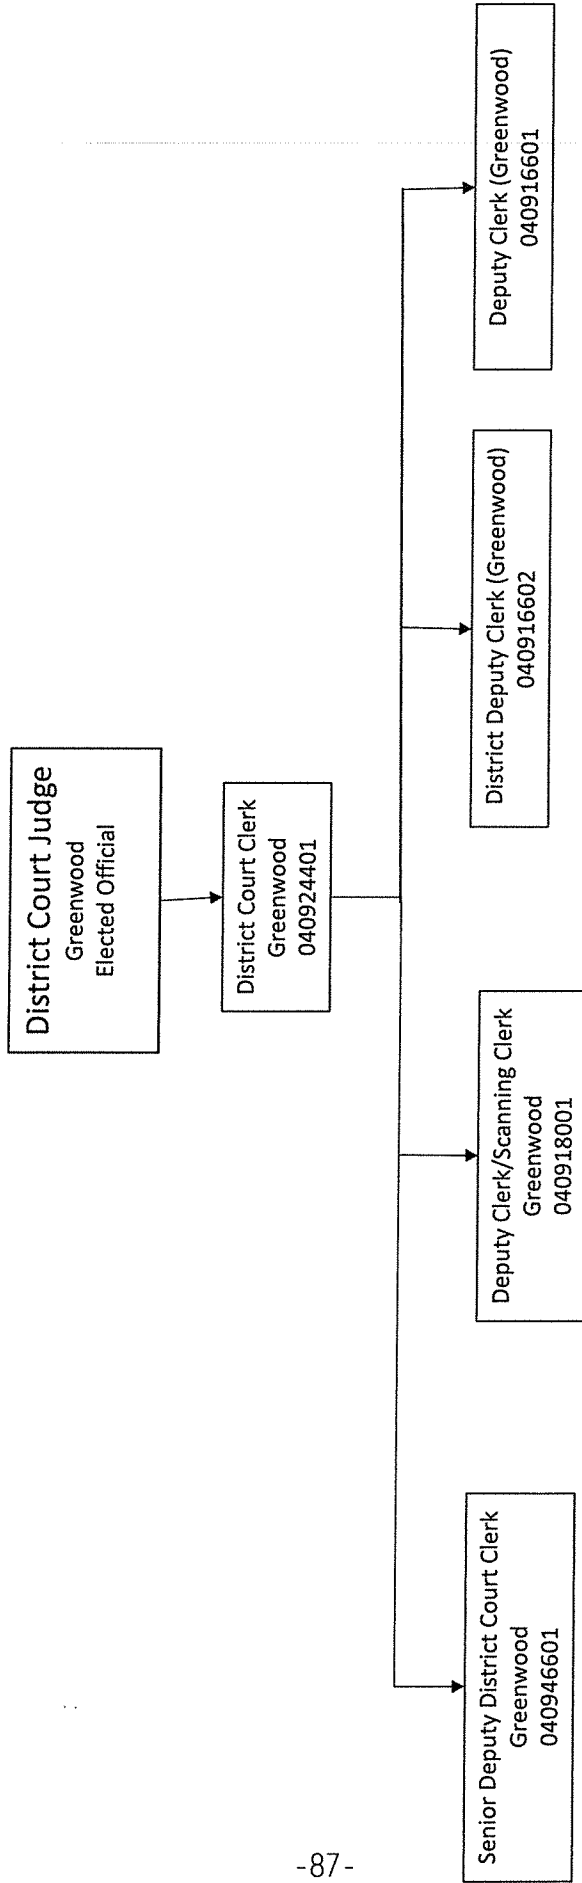 District Court Judge
Greenwood
Elected Official
District Court Clerk
Greenwood
040924401
Senior Deputy District Court Clerk
Greenwood
040946601
Deputy Clerk/Scanning Clerk
Greenwood
040918001
District Deputy Clerk (Greenwood)
040916602
Deputy Clerk (Greenwood)
040916601
-87-